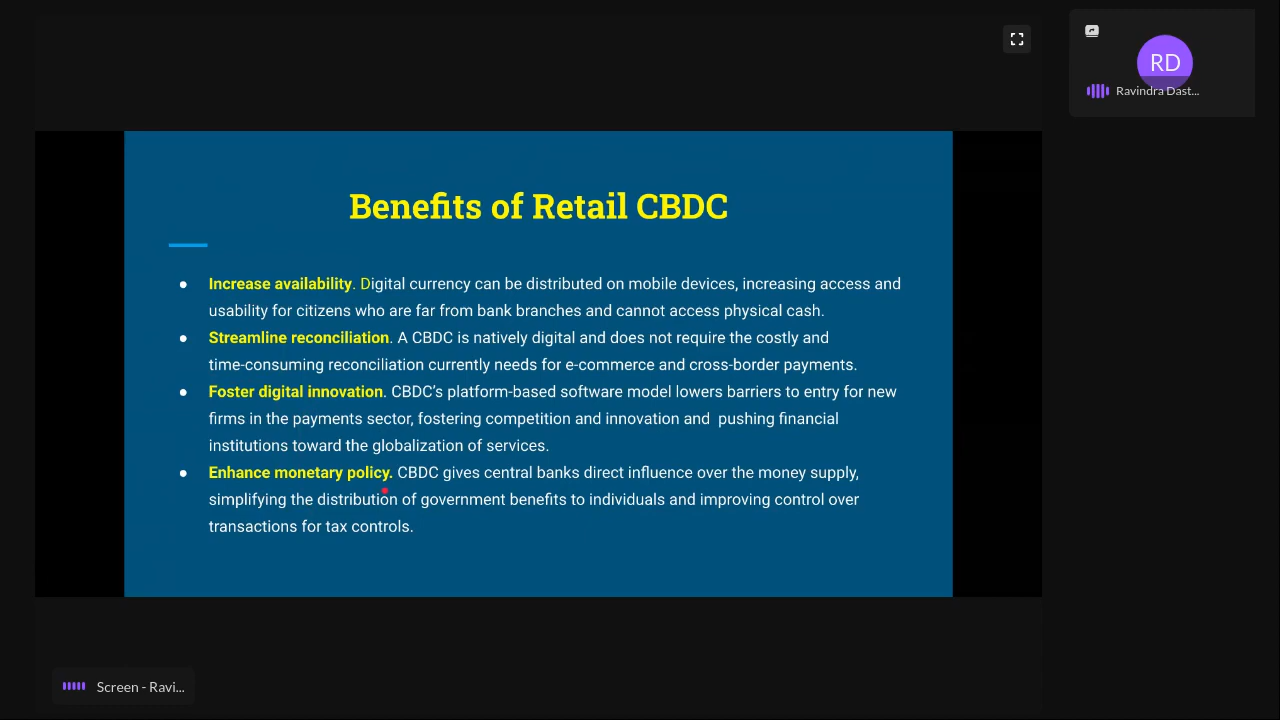 RD
Ravindra Dast...
Benefits of Retail CBDC
● Increase availability. Digital currency can be distributed on mobile devices, increasing access and
usability for citizens who are far from bank branches and cannot access physical cash.
● Streamline reconciliation. A CBDC is natively digital and does not require the costly and
time-consuming reconciliation currently needs for e-commerce and cross-border payments.
● Foster digital innovation. CBDC’s platform-based software model lowers barriers to entry for new
firms in the payments sector, fostering competition and innovation and  pushing financial
institutions toward the globalization of services.
● Enhance monetary policy. CBDC gives central banks direct influence over the money supply,
simplifying the distribution of government benefits to individuals and improving control over
transactions for tax controls.
Screen - Ravi...